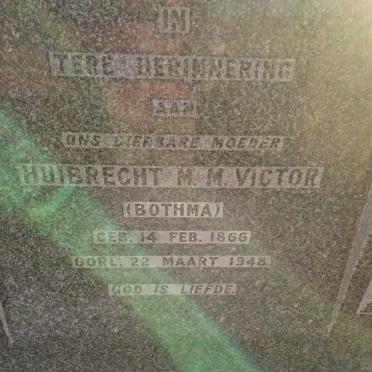 IN
TERE HERINNERING
AAN
ONS DIERBARE MOEDER
HUIBRECHT M. M. VICTOR
(BOTHMA)
GEB. 14 FEB. 1866
OORL. 22 MAART 1948
GOD IS LIEFDE.